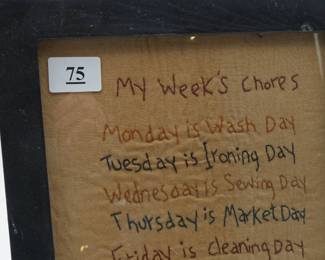 75
My Week's Chores
Monday is Wash Day
Tuesday is Ironing Day
Wednesday is Sewing Day
Thursday is Market Day
Friday is Cleaning Day